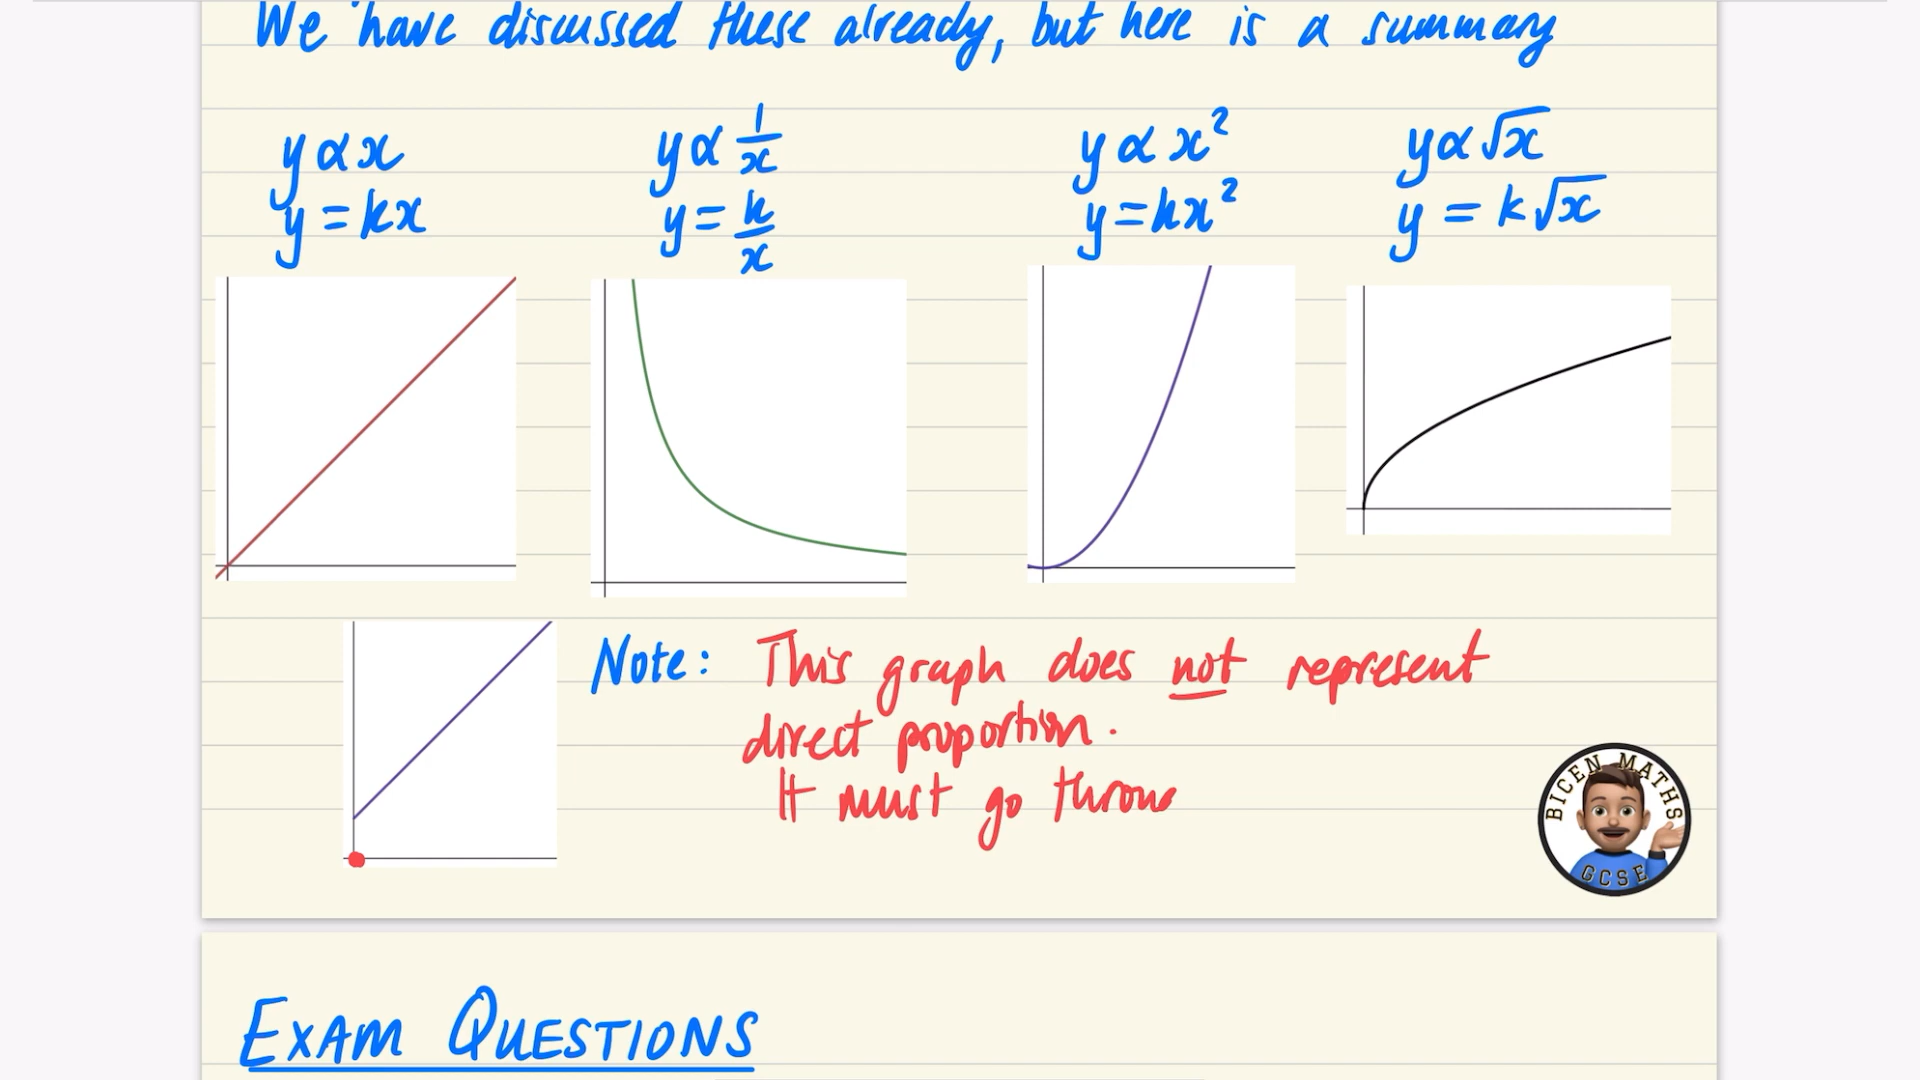 We have discussed these already, but here is a summary
y ∝ x
y = kx
y ∝ 1/x
y = k/x
y ∝ x²
y = kx²
y ∝ √x
y = k√x
Note: This graph does not represent
direct proportion.
It must go throug
BICEN MATHS
GCSE
EXAM QUESTIONS